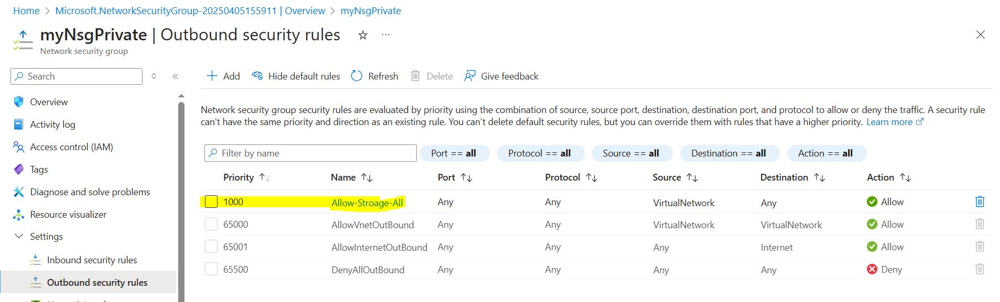 Home > Microsoft.NetworkSecurityGroup-20250405155911 | Overview > myNsgPrivate
myNsgPrivate | Outbound security rules
Network security group
Search
Overview
Activity log
Access control (IAM)
Tags
Diagnose and solve problems
Resource visualizer
Settings
Inbound security rules
Outbound security rules
Add Hide default rules Refresh Delete Give feedback
Network security group security rules are evaluated by priority using the combination of source, source port, destination, destination port, and protocol to allow or deny the traffic. A security rule
can't have the same priority and direction as an existing rule. You can't delete default security rules, but you can override them with rules that have a higher priority. Learn more
Filter by name Port == all Protocol == all Source == all Destination == all Action == all
Priority Name Port Protocol Source Destination Action
1000 Allow-Stroage-All Any Any VirtualNetwork Any Allow
65000 AllowVnetOutBound Any Any VirtualNetwork VirtualNetwork Allow
65001 AllowInternetOutBound Any Any Any Internet Allow
65500 DenyAllOutBound Any Any Any Any Deny